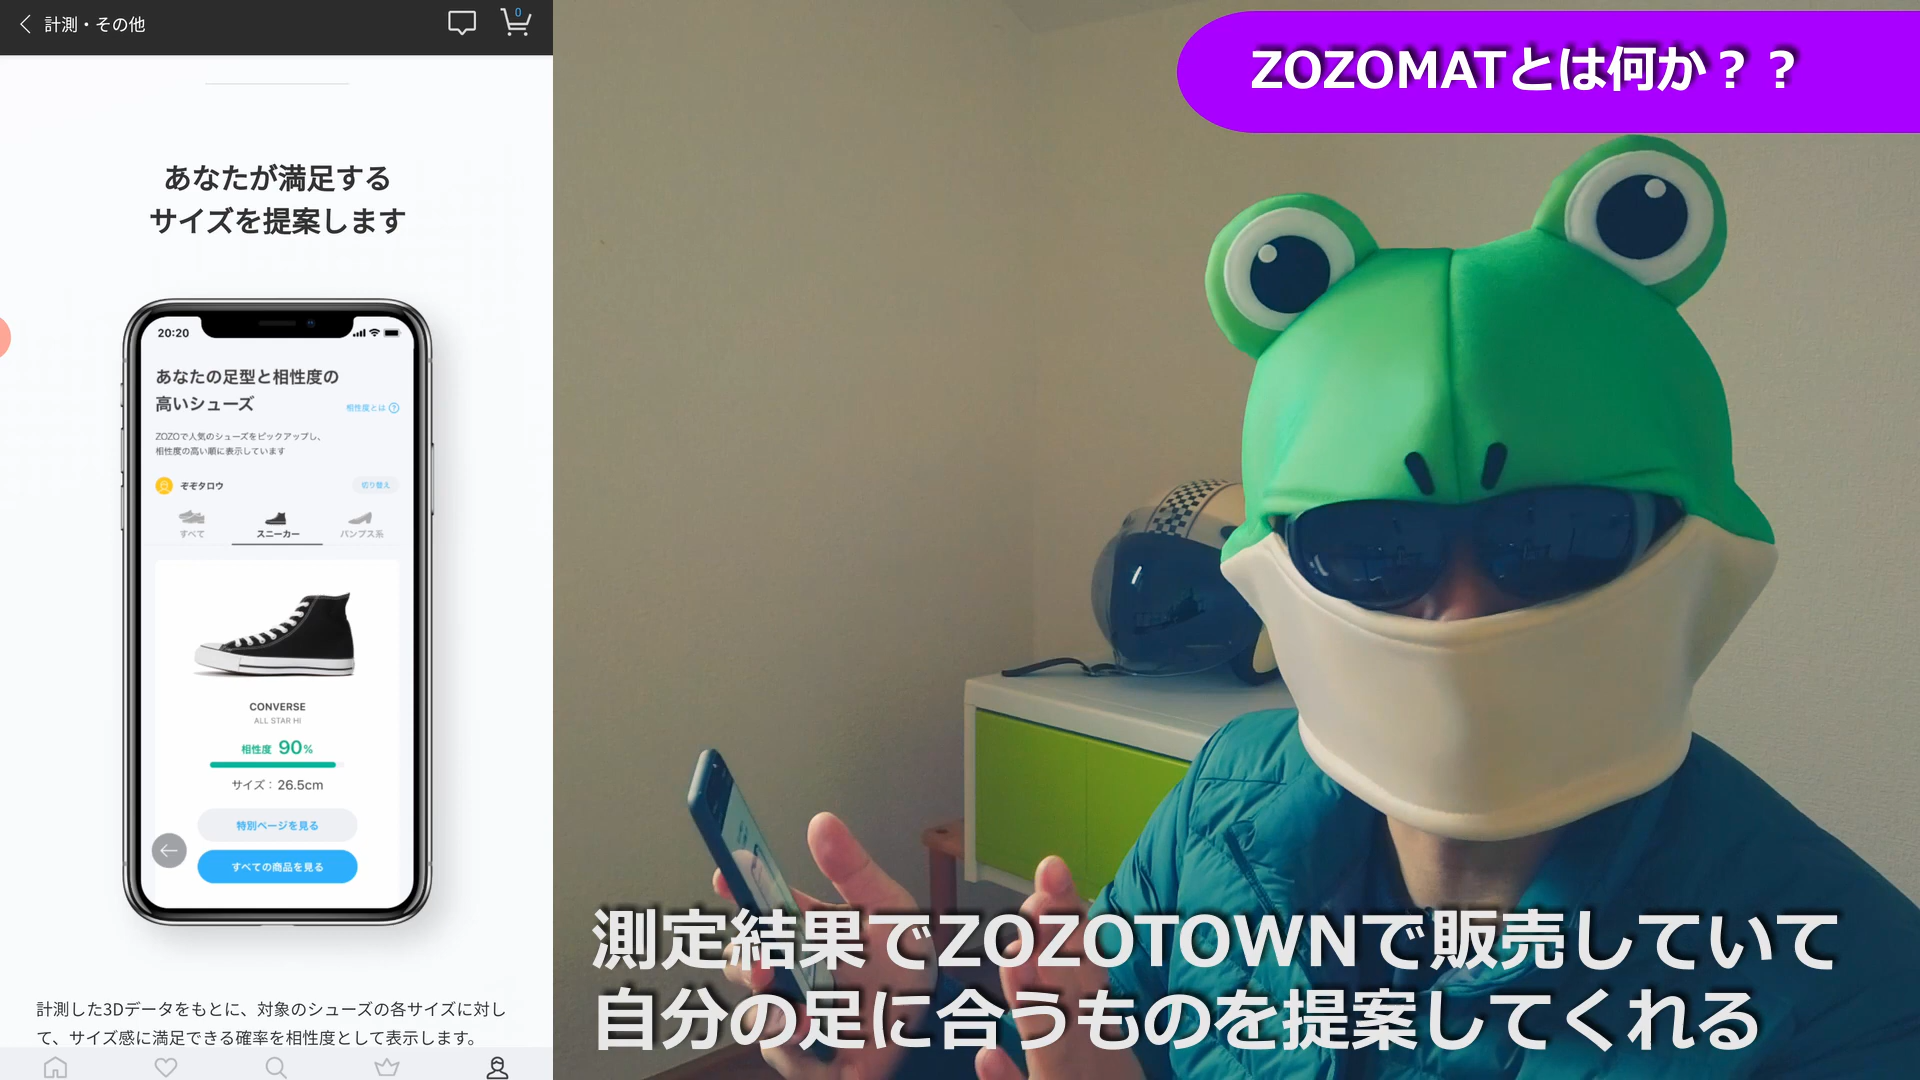 計測・その他
0
あなたが満足する
サイズを提案します
20:20
あなたの足型と相性度の
高いシューズ
相性度とは ?
ZOZOで人気のシューズをピックアップし、
相性度の高い順に表示しています
ぞぞタロウ
切り替え
すべて
スニーカー
パンプス系
CONVERSE
ALL STAR HI
相性度 90%
サイズ：26.5cm
特別ページを見る
すべての商品を見る
計測した3Dデータをもとに、対象のシューズの各サイズに対し
て、サイズ感に満足できる確率を相性度として表示します。
ZOZOMATとは何か？？
測定結果でZOZOTOWNで販売していて
自分の足に合うものを提案してくれる